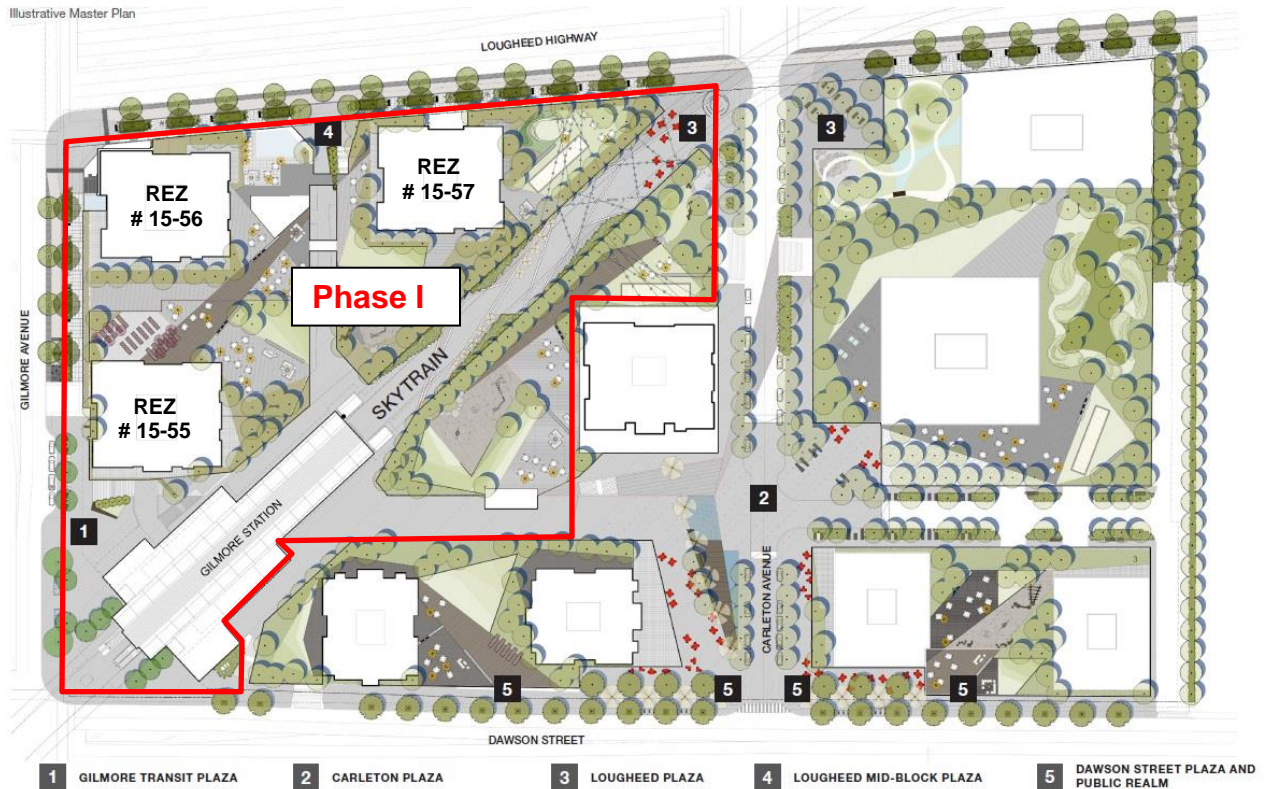 Illustrative Master Plan
LOUGHEED HIGHWAY
4
3
3
REZ
# 15-56
REZ
# 15-57
Phase I
GILMORE AVENUE
SKYTRAIN
REZ
# 15-55
GILMORE STATION
1
2
CARLETON AVENUE
3
5
5
5
5
DAWSON STREET
1 GILMORE TRANSIT PLAZA
2 CARLETON PLAZA
3 LOUGHEED PLAZA
4 LOUGHEED MID-BLOCK PLAZA
5 DAWSON STREET PLAZA AND
PUBLIC REALM